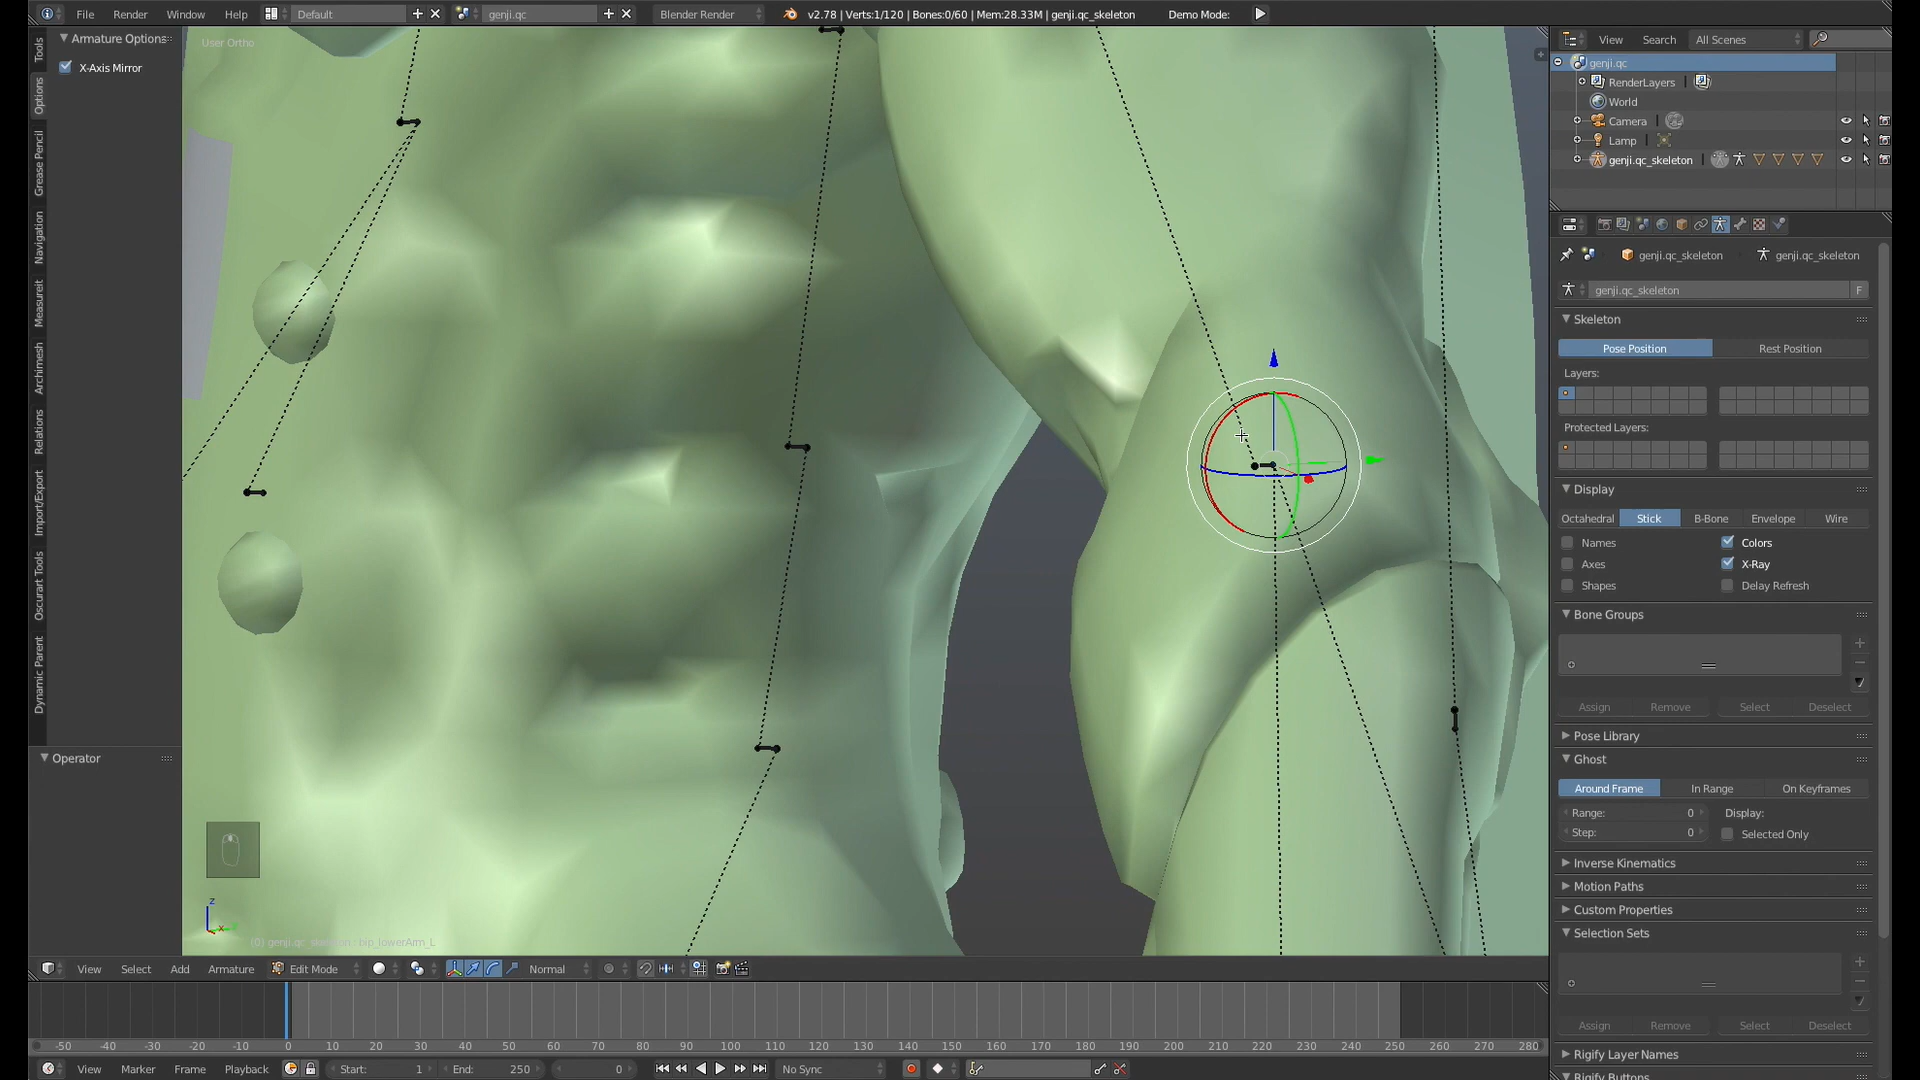 File Render Window Help Default genji.qc Blender Render v2.78 | Verts:1/120 | Bones:0/60 | Mem:28.33M | genji.qc_skeleton Demo Mode:
Armature Options
X-Axis Mirror
Tools
Options
Grease Pencil
Navigation
Measureit
Archimesh
Relations
Import/Export
Oscurart Tools
Dynamic Parent
Operator
User Ortho
z
(0) genji.qc_skeleton : bip_lowerArm_L
View Select Add Armature Edit Mode Normal
-50 -40 -30 -20 -10 0 10 20 30 40 50 60 70 80 90 100 110 120 130 140 150 160 170 180 190 200 210 220 230 240 250 260 270 280
View Marker Frame Playback Start: 1 End: 250 0 No Sync
View Search All Scenes
genji.qc
RenderLayers |
World
Camera |
Lamp |
genji.qc_skeleton |
genji.qc_skeleton genji.qc_skeleton
genji.qc_skeleton F
Skeleton
Pose Position Rest Position
Layers:
Protected Layers:
Display
Octahedral Stick B-Bone Envelope Wire
Names Colors
Axes X-Ray
Shapes Delay Refresh
Bone Groups
Assign Remove Select Deselect
Pose Library
Ghost
Around Frame In Range On Keyframes
Range: 0 Display:
Step: 0 Selected Only
Inverse Kinematics
Motion Paths
Custom Properties
Selection Sets
Assign Remove Select Deselect
Rigify Layer Names
Rigify Buttons